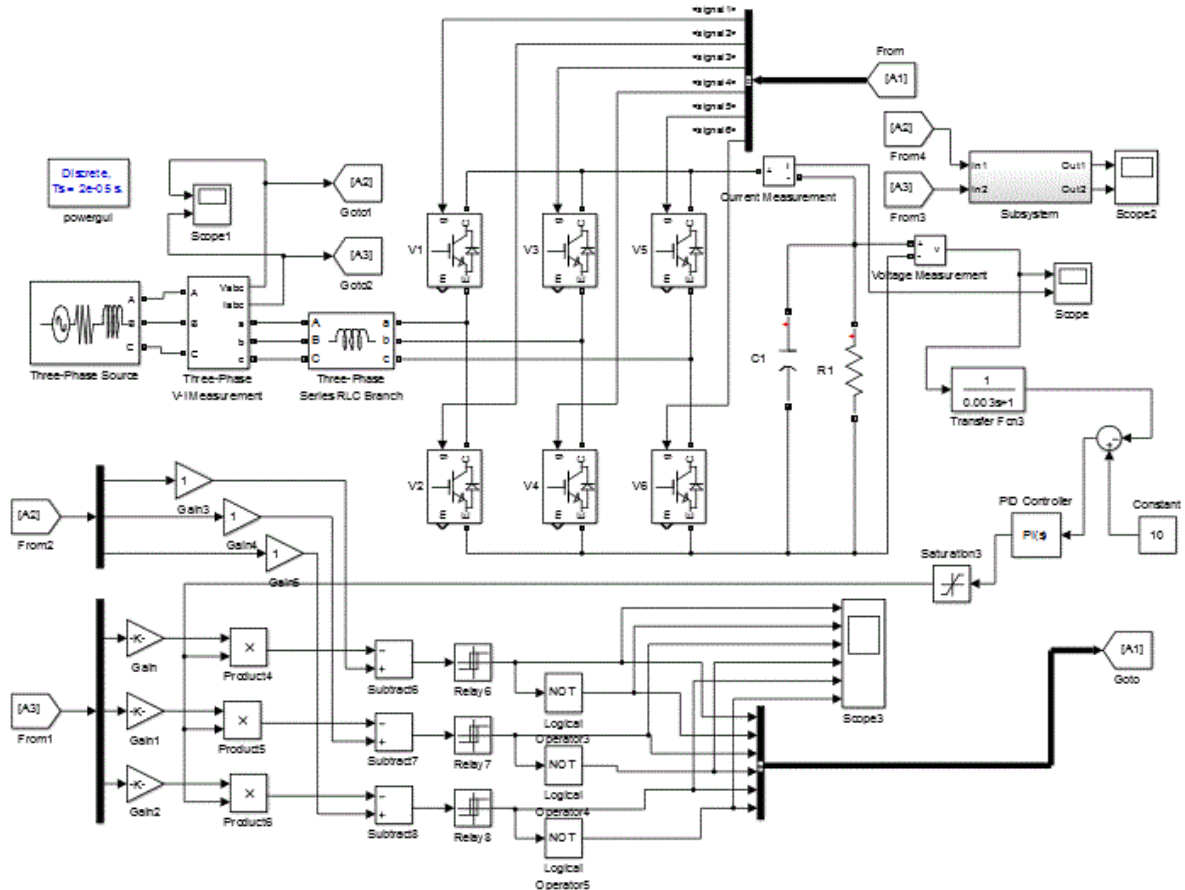 <signal1>
<signal2>
<signal3>
<signal4>
<signal5>
<signal6>
From
[A1]
[A2]
From4
[A3]
From3
In1
In2
Out1
Out2
Subsystem
Scope2
Discrete,
Ts = 2e-05 s.
powergui
Scope1
[A2]
Goto1
[A3]
Goto2
Current Measurement
+
-
i
V1
V3
V5
g
C
m
E
g
C
m
E
g
C
m
E
+
-
v
Voltage Measurement
Scope
A
B
C
Three-Phase Source
A
B
C
Vabc
Iabc
a
b
c
Three-Phase
V-I Measurement
A
B
C
a
b
c
Three-Phase
Series RLC Branch
C1
+
R1
+
1
0.003s+1
Transfer Fcn3
V2
V4
V6
g
C
m
E
g
C
m
E
g
C
m
E
-
+
PID Controller
PI(s)
Constant
10
Saturation3
[A2]
From2
1
Gain3
1
Gain4
1
Gain5
[A3]
From1
-K-
Gain
-K-
Gain1
-K-
Gain2
×
Product4
×
Product5
×
Product6
-
+
Subtract6
-
+
Subtract7
-
+
Subtract8
Relay6
Relay7
Relay8
NOT
Logical
Operator3
NOT
Logical
Operator4
NOT
Logical
Operator5
Scope3
[A1]
Goto